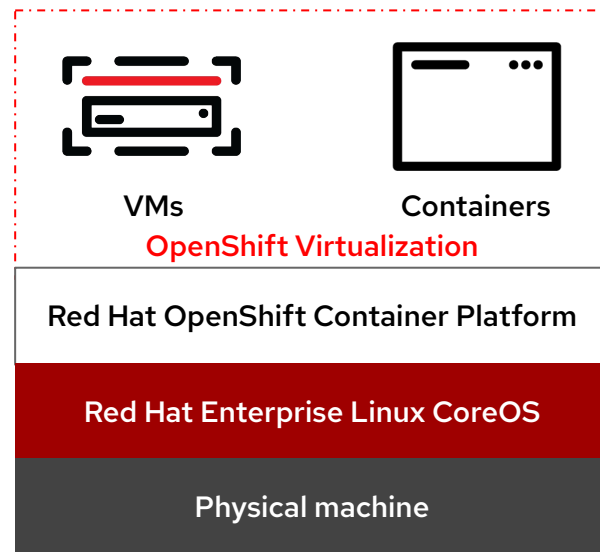 VMs
Containers
OpenShift Virtualization
Red Hat OpenShift Container Platform
Red Hat Enterprise Linux CoreOS
Physical machine